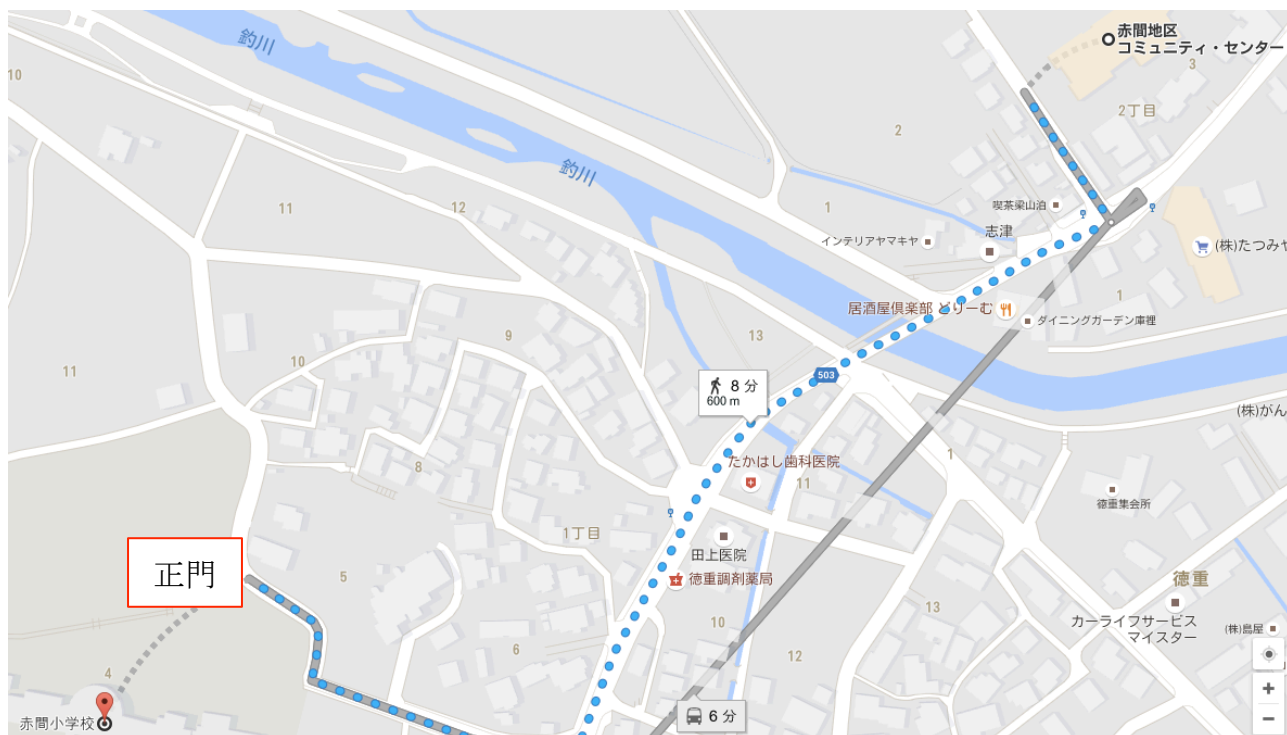 釣川
赤間地区
コミュニティ・センター
10
3
2丁目
2
釣川
11
12
1
喫茶梁山泊
志津
インテリアヤマキヤ
(株)たつみや
1
居酒屋倶楽部 どりーむ
ダイニングガーデン庫裡
13
9
10
11
503
8 分
600 m
(株)がん
たかはし歯科医院
11
1
8
徳重集会所
1丁目
田上医院
正門
5
徳重調剤薬局
徳重
カーライフサービス
マイスター
13
10
(株)島屋
6
12
4
6 分
赤間小学校